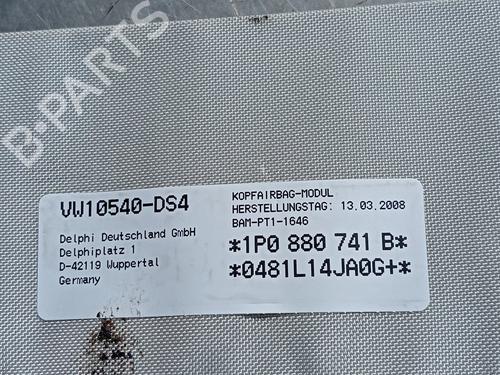 B-PARTS
VW10540-DS4
Delphi Deutschland GmbH
Delphiplatz 1
D-42119 Wuppertal
Germany
KOPFAIRBAG-MODUL
HERSTELLUNGSTAG: 13.03.2008
BAM-PT1-1646
*1P0 880 741 B*
*0481L14JA0G+*